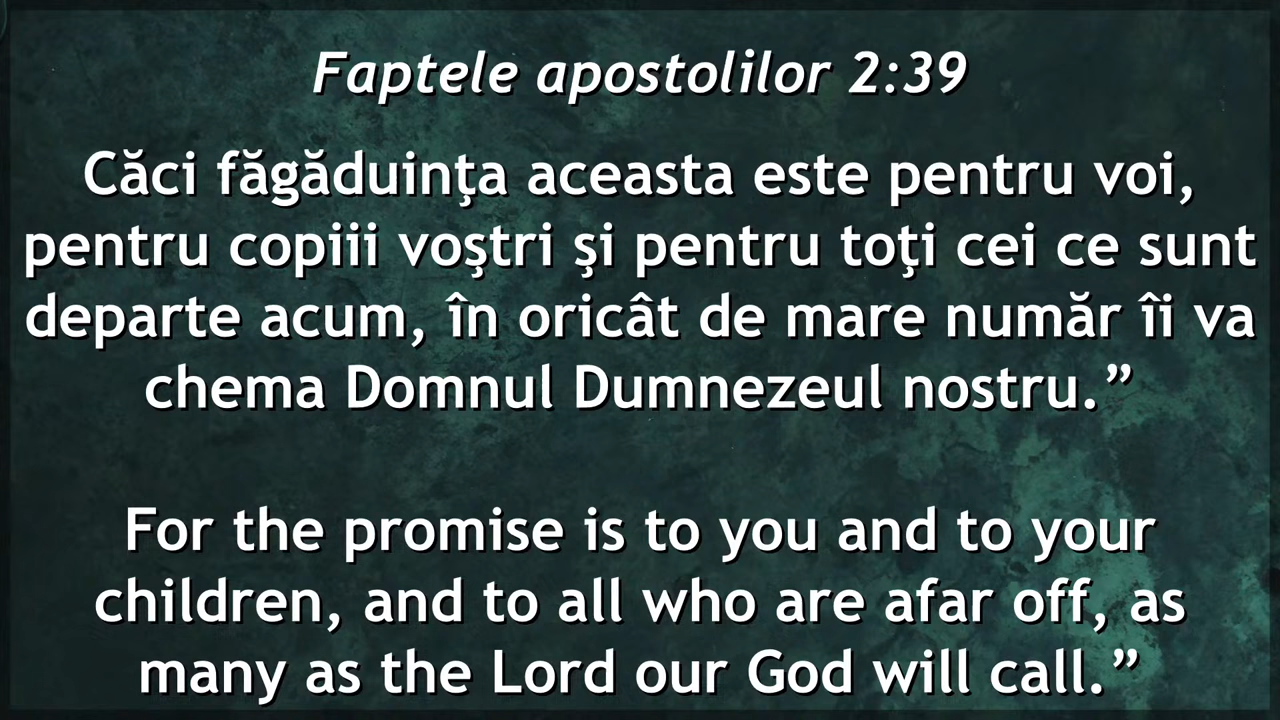 Faptele apostolilor 2:39
Căci făgăduinţa aceasta este pentru voi,
pentru copiii voştri şi pentru toţi cei ce sunt
departe acum, în oricât de mare număr îi va
chema Domnul Dumnezeul nostru.”
For the promise is to you and to your
children, and to all who are afar off, as
many as the Lord our God will call.”